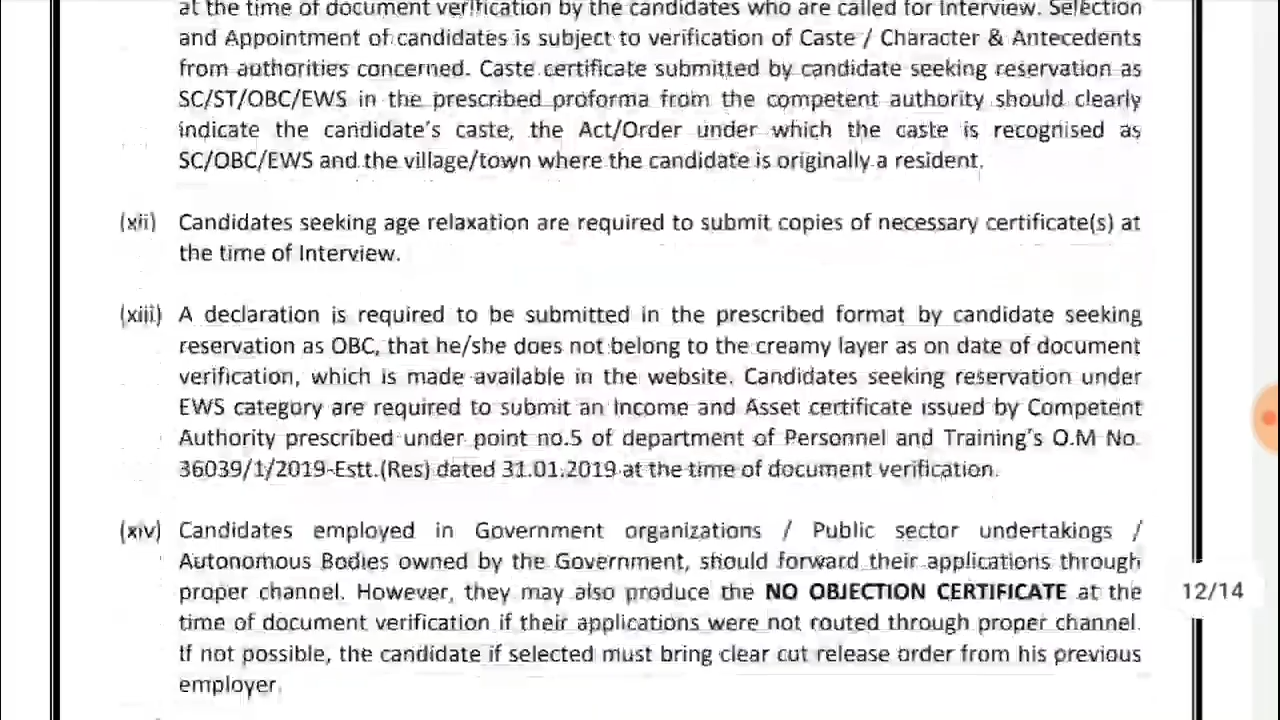 at the time of document verification by the candidates who are called for Interview. Selection
and Appointment of candidates is subject to verification of Caste / Character & Antecedents
from authorities concerned. Caste certificate submitted by candidate seeking reservation as
SC/ST/OBC/EWS in the prescribed proforma from the competent authority should clearly
indicate the candidate's caste, the Act/Order under which the caste is recognised as
SC/OBC/EWS and the village/town where the candidate is originally a resident.
(xii) Candidates seeking age relaxation are required to submit copies of necessary certificate(s) at
the time of Interview.
(xiii) A declaration is required to be submitted in the prescribed format by candidate seeking
reservation as OBC, that he/she does not belong to the creamy layer as on date of document
verification, which is made available in the website. Candidates seeking reservation under
EWS category are required to submit an Income and Asset certificate issued by Competent
Authority prescribed under point no.5 of department of Personnel and Training's O.M No.
36039/1/2019-Estt.(Res) dated 31.01.2019 at the time of document verification.
(xiv) Candidates employed in Government organizations / Public sector undertakings /
Autonomous Bodies owned by the Government, should forward their applications through
proper channel. However, they may also produce the NO OBJECTION CERTIFICATE at the
12/14
time of document verification if their applications were not routed through proper channel.
If not possible, the candidate if selected must bring clear cut release order from his previous
employer.